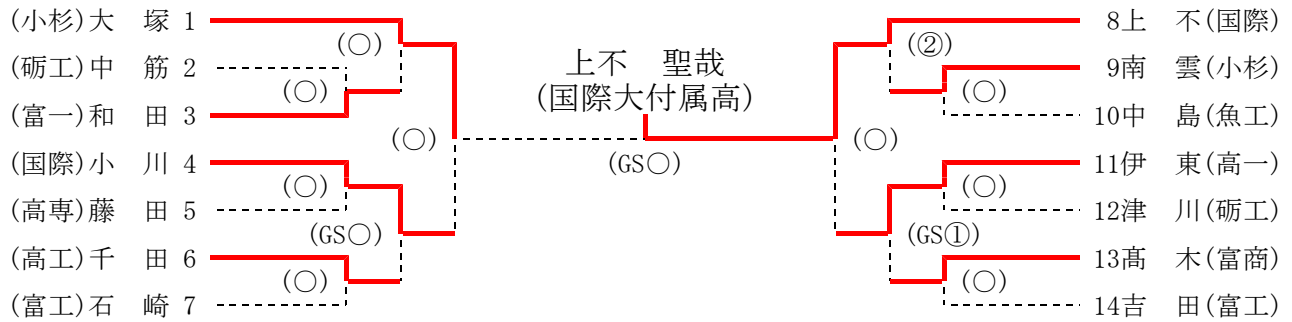 (小杉)大　塚 1
(砺工)中　筋 2
(富一)和　田 3
(国際)小　川 4
(高専)藤　田 5
(高工)千　田 6
(富工)石　崎 7
(○)
(○)
(○)
(○)
(GS○)
(○)
上不　聖哉
(国際大付属高)
(GS○)
(②)
(○)
(○)
(○)
(GS①)
(○)
8上　不(国際)
9南　雲(小杉)
10中　島(魚工)
11伊　東(高一)
12津　川(砺工)
13髙　木(富商)
14吉　田(富工)